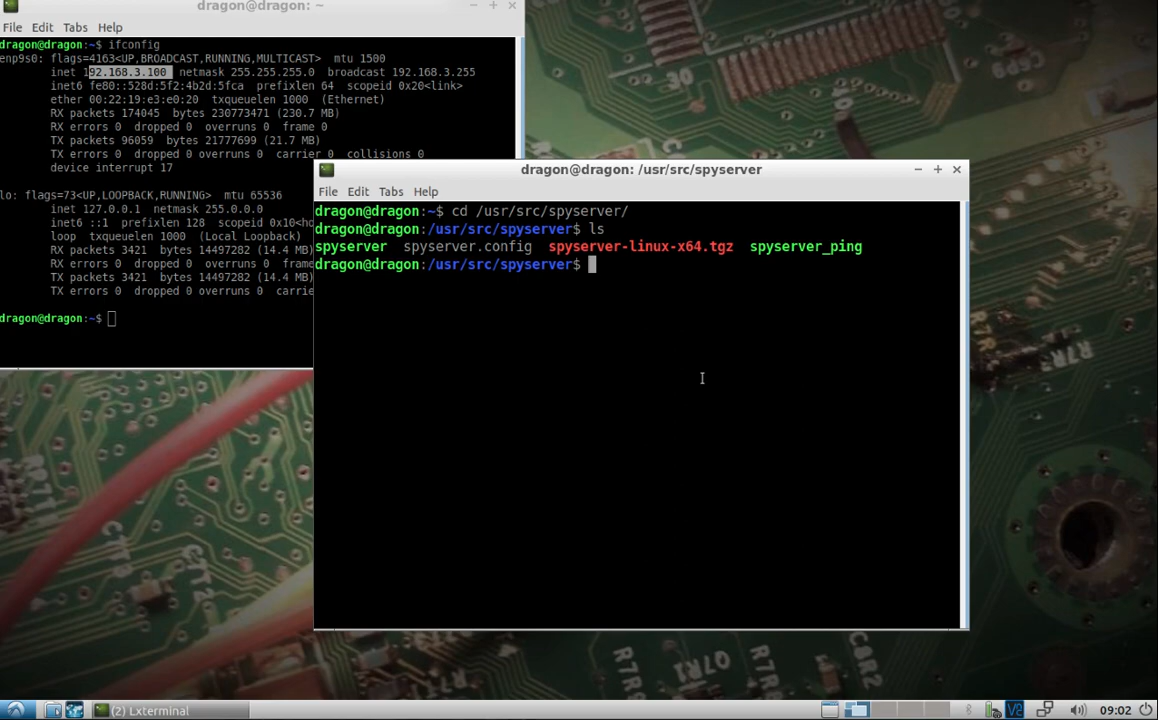 dragon@dragon: ~
File Edit Tabs Help
dragon@dragon:~$ ifconfig
enp9s0: flags=4163<UP,BROADCAST,RUNNING,MULTICAST>  mtu 1500
inet 192.168.3.100  netmask 255.255.255.0  broadcast 192.168.3.255
inet6 fe80::528d:5f2:4b2d:5fca  prefixlen 64  scopeid 0x20<link>
ether 00:22:19:e3:e0:20  txqueuelen 1000  (Ethernet)
RX packets 174045  bytes 230773471 (230.7 MB)
RX errors 0  dropped 0  overruns 0  frame 0
TX packets 96059  bytes 21777699 (21.7 MB)
TX errors 0  dropped 0 overruns 0  carrier 0  collisions 0
device interrupt 17
lo: flags=73<UP,LOOPBACK,RUNNING>  mtu 65536
inet 127.0.0.1  netmask 255.0.0.0
inet6 ::1  prefixlen 128  scopeid 0x10<ho
loop  txqueuelen 1000  (Local Loopback)
RX packets 3421  bytes 14497282 (14.4 M
RX errors 0  dropped 0  overruns 0  fram
TX packets 3421  bytes 14497282 (14.4 M
TX errors 0  dropped 0 overruns 0  carri
dragon@dragon:~$
dragon@dragon: /usr/src/spyserver
File Edit Tabs Help
dragon@dragon:~$ cd /usr/src/spyserver/
dragon@dragon:/usr/src/spyserver$ ls
spyserver  spyserver.config  spyserver-linux-x64.tgz  spyserver_ping
dragon@dragon:/usr/src/spyserver$
R7R
R7R
07R1
R7R
C8R2
(2) Lxterminal
09:02